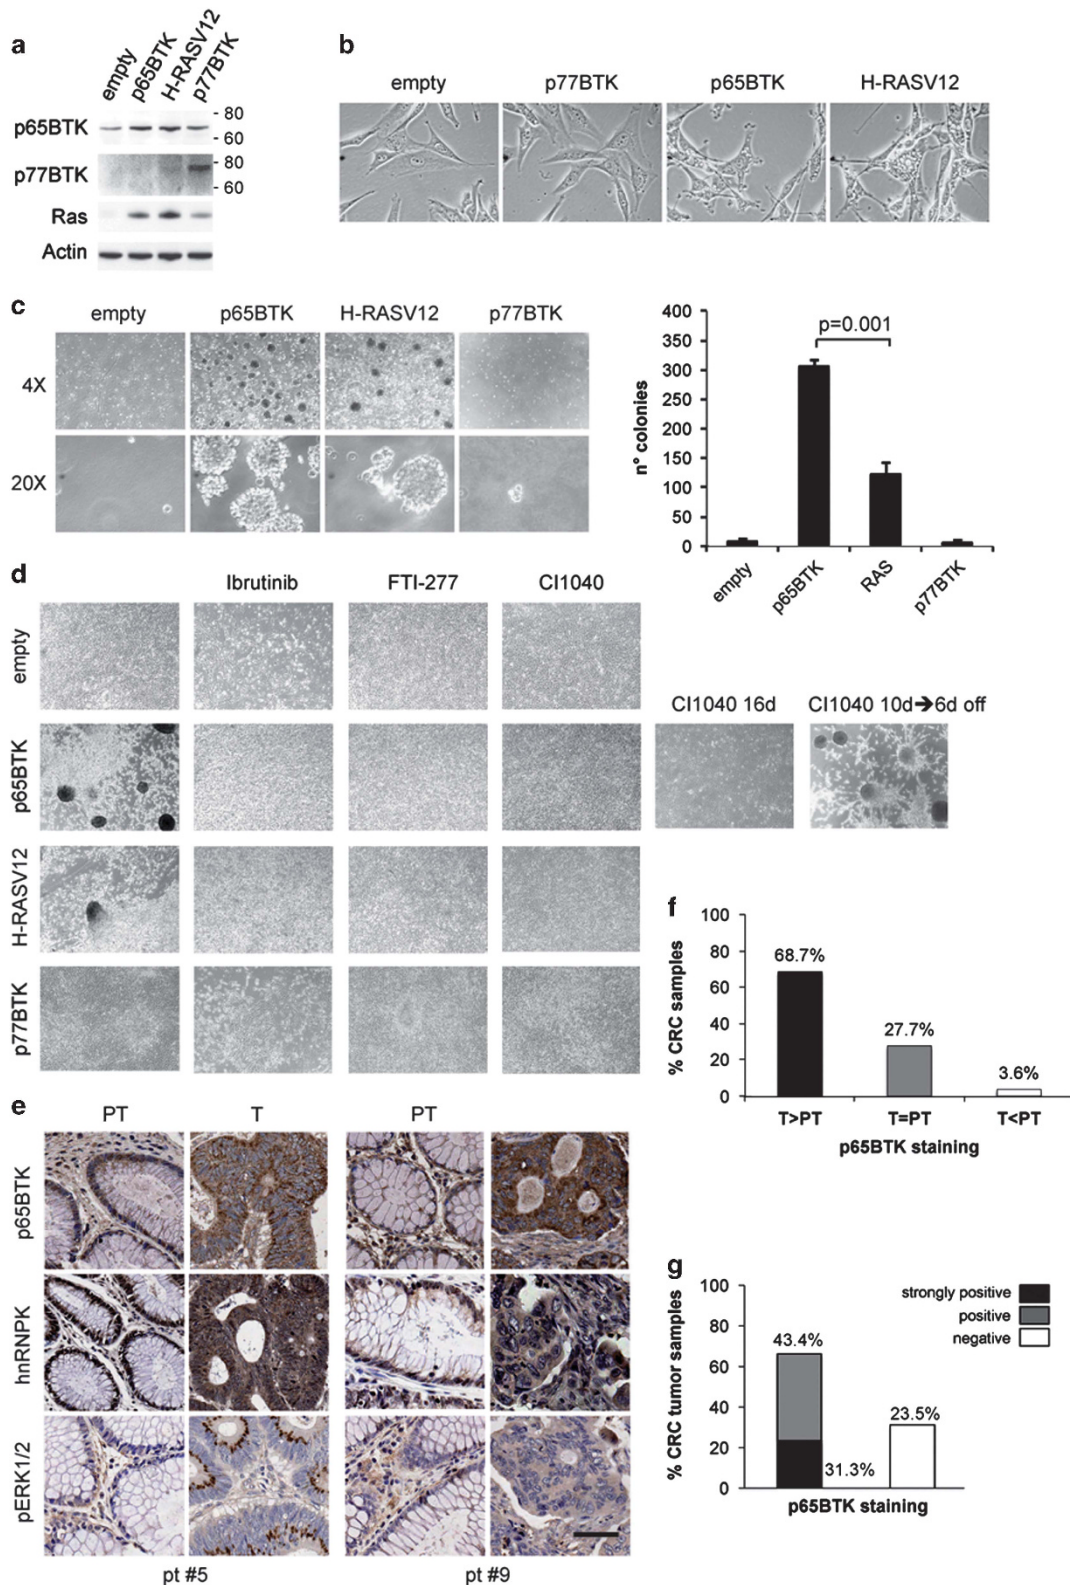 a
empty
p65BTK
H-RASV12
p77BTK
p65BTK
- 80
- 60
p77BTK
- 80
- 60
Ras
Actin
b
empty
p77BTK
p65BTK
H-RASV12
c
empty
p65BTK
H-RASV12
p77BTK
4X
20X
400
350
300
250
200
150
100
50
0
n° colonies
p=0.001
empty
p65BTK
RAS
p77BTK
d
Ibrutinib
FTI-277
CI1040
empty
p65BTK
H-RASV12
p77BTK
CI1040 16d
CI1040 10d➔6d off
e
PT
T
PT
p65BTK
hnRNPK
pERK1/2
pt #5
pt #9
f
100
80
60
40
20
0
% CRC samples
68.7%
27.7%
3.6%
T>PT
T=PT
T<PT
p65BTK staining
g
100
80
60
40
20
0
% CRC tumor samples
strongly positive
positive
negative
43.4%
31.3%
23.5%
p65BTK staining